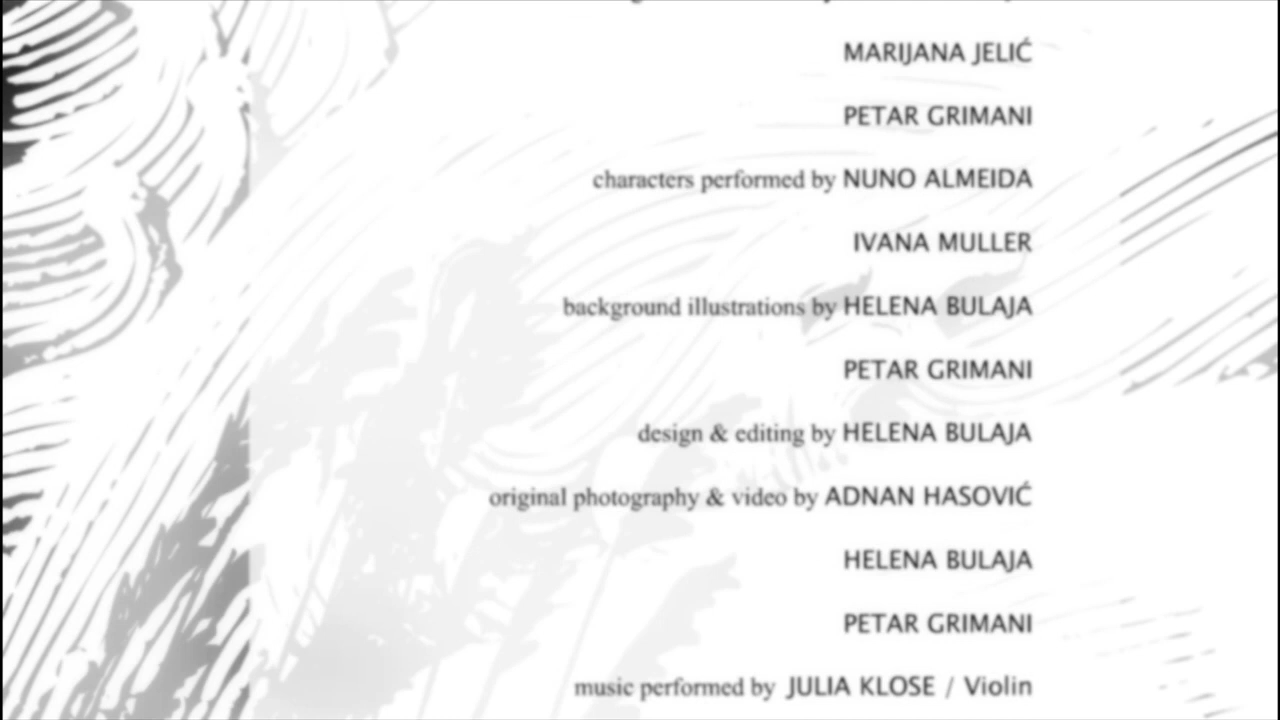 MARIJANA JELIĆ
PETAR GRIMANI
characters performed by NUNO ALMEIDA
IVANA MULLER
background illustrations by HELENA BULAJA
PETAR GRIMANI
design & editing by HELENA BULAJA
original photography & video by ADNAN HASOVIĆ
HELENA BULAJA
PETAR GRIMANI
music performed by JULIA KLOSE / Violin